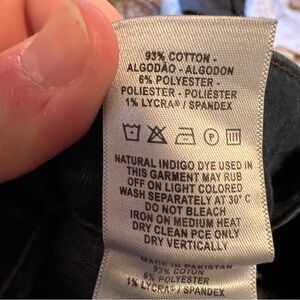 93% COTTON -
ALGODÃO - ALGODON
6% POLYESTER -
POLIESTER - POLIÉSTER
1% LYCRA® / SPANDEX
P
NATURAL INDIGO DYE USED IN
THIS GARMENT MAY RUB
OFF ON LIGHT COLORED
WASH SEPARATELY AT 30° C
DO NOT BLEACH
IRON ON MEDIUM HEAT
DRY CLEAN PCE ONLY
DRY VERTICALLY
MADE IN PAKISTAN
93% COTON
6% POLYESTER
1% LYCRA® / SPANDEX